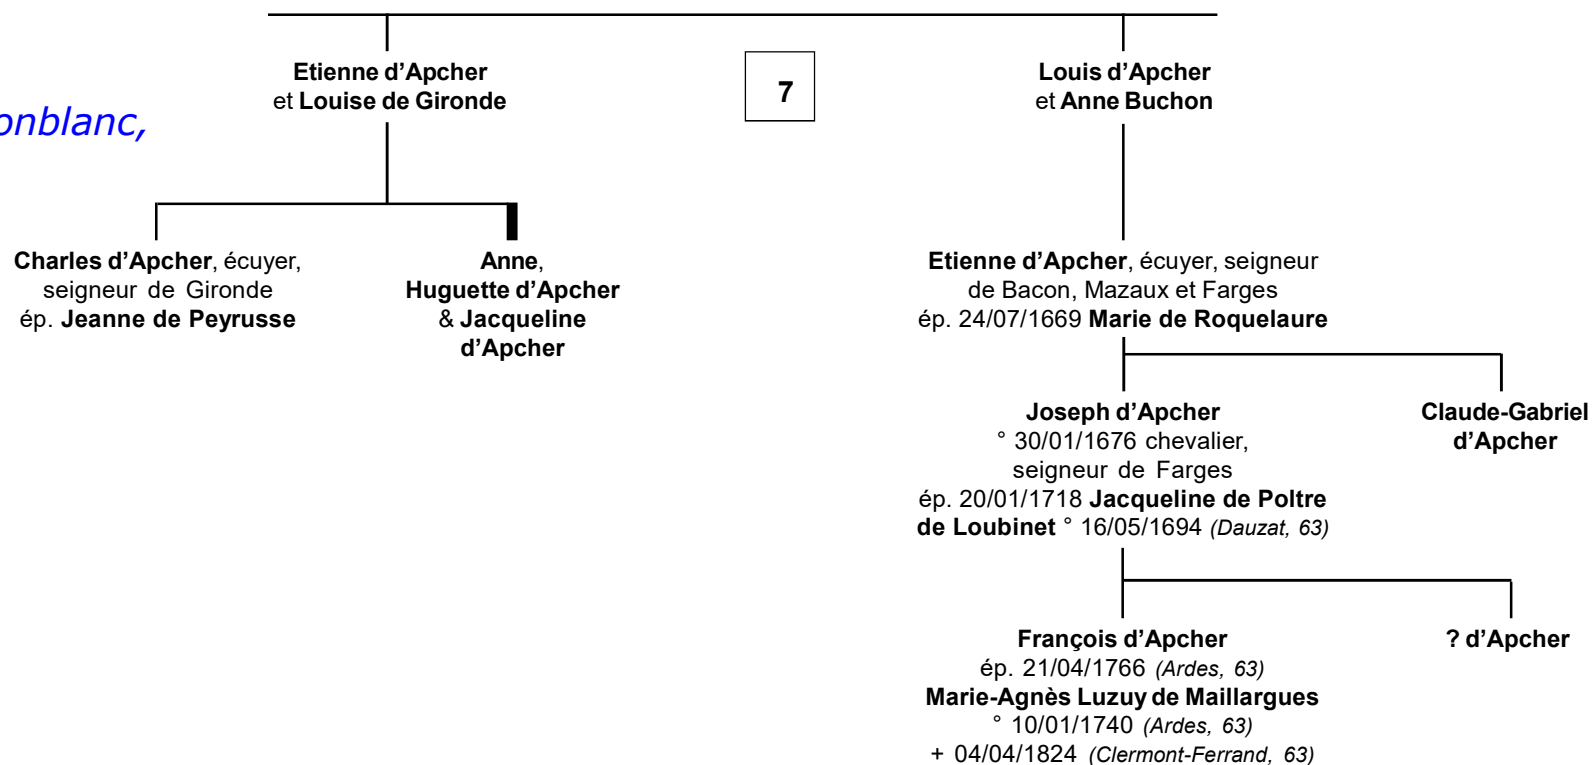 Etienne d’Apcher
et Louise de Gironde
7
Louis d’Apcher
et Anne Buchon
onblanc,
Charles d’Apcher, écuyer,
seigneur de Gironde
ép. Jeanne de Peyrusse
Anne,
Huguette d’Apcher
& Jacqueline
d’Apcher
Etienne d’Apcher, écuyer, seigneur
de Bacon, Mazaux et Farges
ép. 24/07/1669 Marie de Roquelaure
Joseph d’Apcher
° 30/01/1676 chevalier,
seigneur de Farges
ép. 20/01/1718 Jacqueline de Poltre
de Loubinet ° 16/05/1694 (Dauzat, 63)
Claude-Gabriel
d’Apcher
François d’Apcher
ép. 21/04/1766 (Ardes, 63)
Marie-Agnès Luzuy de Maillargues
° 10/01/1740 (Ardes, 63)
+ 04/04/1824 (Clermont-Ferrand, 63)
? d’Apcher